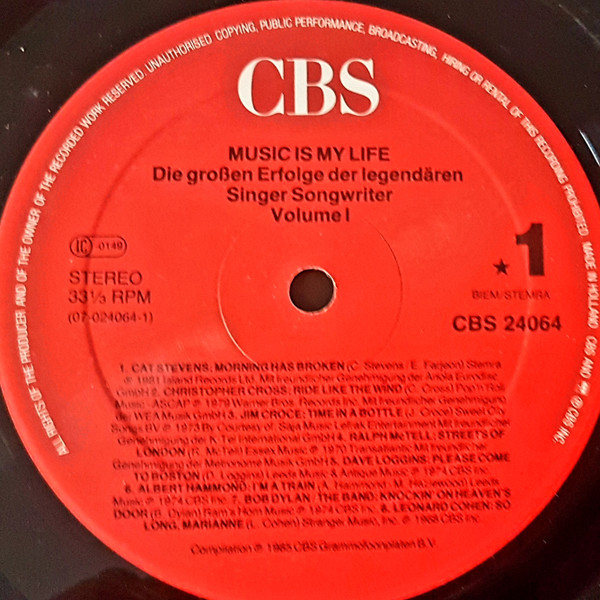 ALL RIGHTS OF THE PRODUCER AND OF THE OWNER OF THE RECORDED WORK RESERVED. UNAUTHORISED COPYING, PUBLIC PERFORMANCE, BROADCASTING, HIRING OR RENTAL OF THIS RECORDING PROHIBITED. MADE IN HOLLAND CBS AND ℗ CBS INC.
CBS
MUSIC IS MY LIFE
Die großen Erfolge der legendären
Singer Songwriter
Volume I
IC 0149
STEREO
33⅓ RPM
(07-024064-1)
★ 1
BIEM/STEMRA
CBS 24064
1. CAT STEVENS: MORNING HAS BROKEN (C. Stevens / E. Farjeon) Stemra
℗ 1981 Island Records Ltd. Mit freundlicher Genehmigung der Ariola Eurodisc
GmbH 2. CHRISTOPHER CROSS: RIDE LIKE THE WIND (C. Cross) Pop'n Roll
Music / ASCAP ℗ 1979 Warner Bros. Records Inc. Mit freundlicher Genehmigung
der WEA Musik GmbH 3. JIM CROCE: TIME IN A BOTTLE (J. Croce) Sweet City
Songs BV ℗ 1973 By Courtesy of: Saja Music Lefrak Entertainment Mit freundlicher
Genehmigung der K Tel International GmbH 4. RALPH McTELL: STREETS OF
LONDON (R. McTell) Essex Music ℗ 1970 Transatlantic Mit freundlicher
Genehmigung der Metronome Musik GmbH 5. DAVE LOGGINS: PLEASE COME
TO BOSTON (D. Loggins) Leeds Music & Antique Music ℗ 1974 CBS Inc.
6. ALBERT HAMMOND: I'M A TRAIN (A. Hammond - M. Hazlewood) Leeds
Music ℗ 1974 CBS Inc. 7. BOB DYLAN / THE BAND: KNOCKIN' ON HEAVEN'S
DOOR (B. Dylan) Ram's Horn Music ℗ 1974 CBS Inc. 8. LEONARD COHEN: SO
LONG, MARIANNE (L. Cohen) Stranger Music, Inc. ℗ 1968 CBS Inc.
Compilation ℗ 1985 CBS Grammofoonplaten B.V.